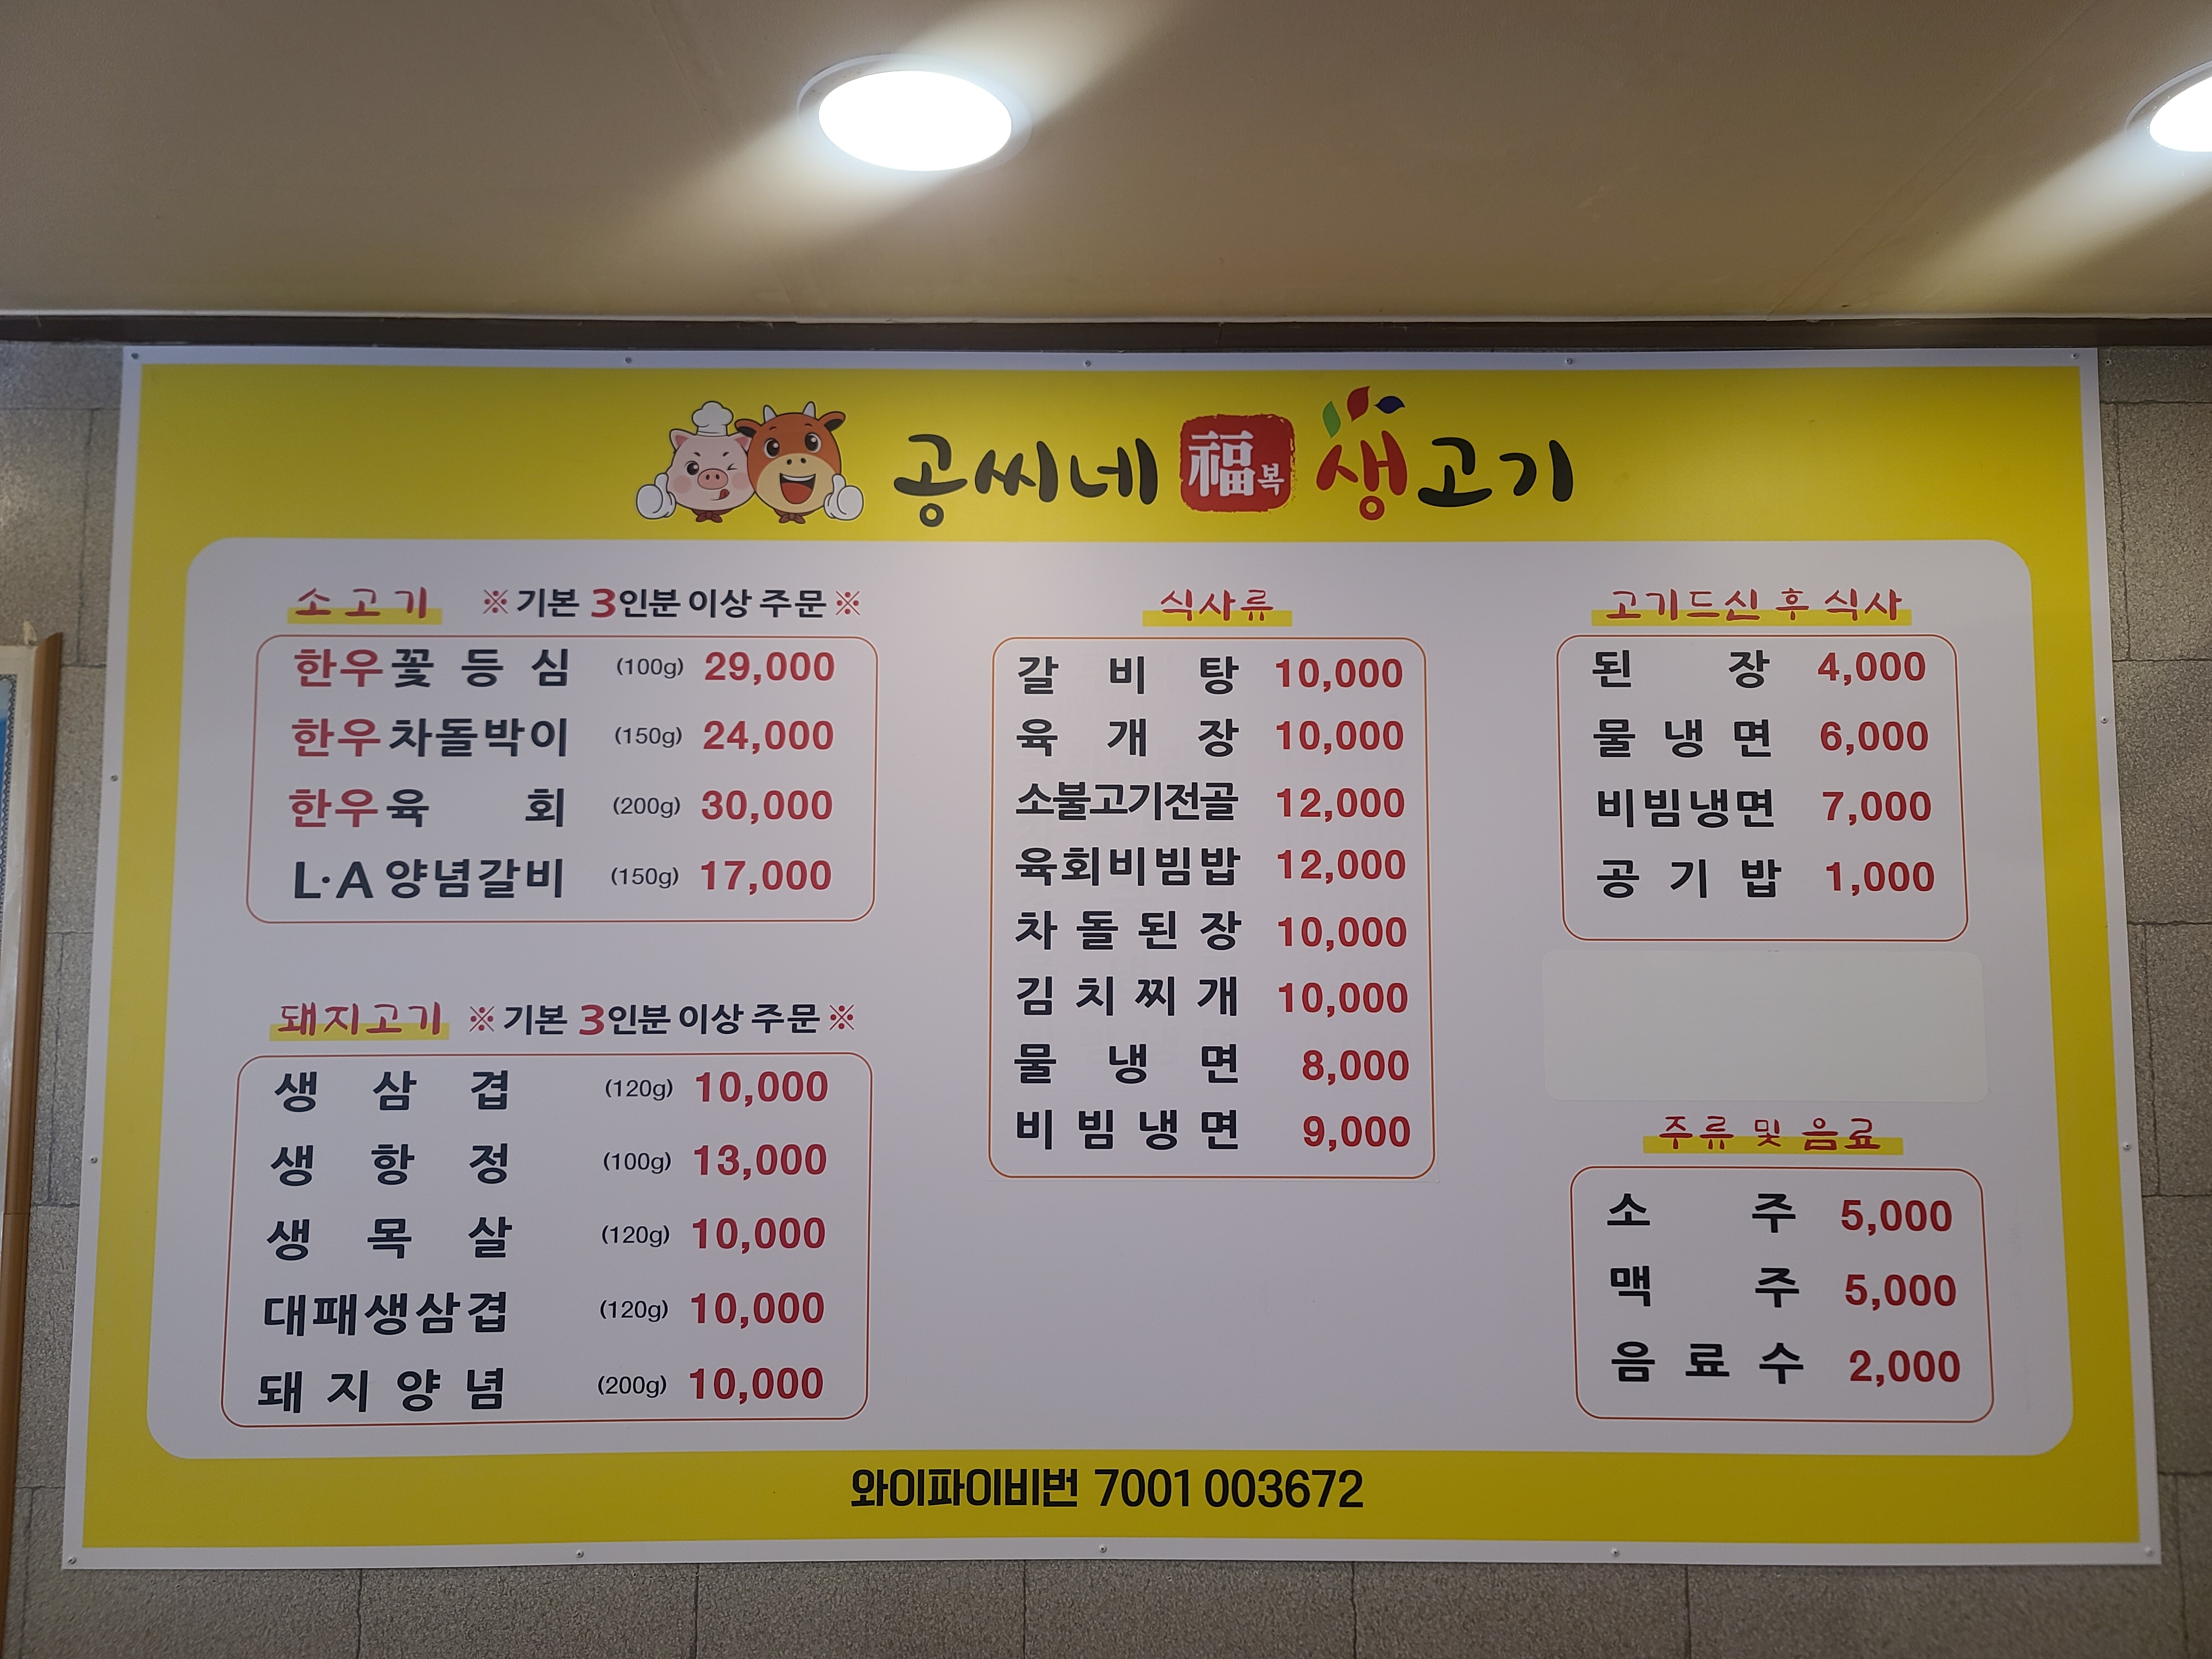 공씨네 福복 생고기
소고기 ※기본 3인분 이상 주문※
한우꽃등심 (100g) 29,000
한우차돌박이 (150g) 24,000
한우육회 (200g) 30,000
L·A양념갈비 (150g) 17,000
돼지고기 ※기본 3인분 이상 주문※
생삼겹 (120g) 10,000
생항정 (100g) 13,000
생목살 (120g) 10,000
대패생삼겹 (120g) 10,000
돼지양념 (200g) 10,000
식사류
갈비탕 10,000
육개장 10,000
소불고기전골 12,000
육회비빔밥 12,000
차돌된장 10,000
김치찌개 10,000
물냉면 8,000
비빔냉면 9,000
고기드신 후 식사
된장 4,000
물냉면 6,000
비빔냉면 7,000
공기밥 1,000
주류 및 음료
소주 5,000
맥주 5,000
음료수 2,000
와이파이비번 7001 003672